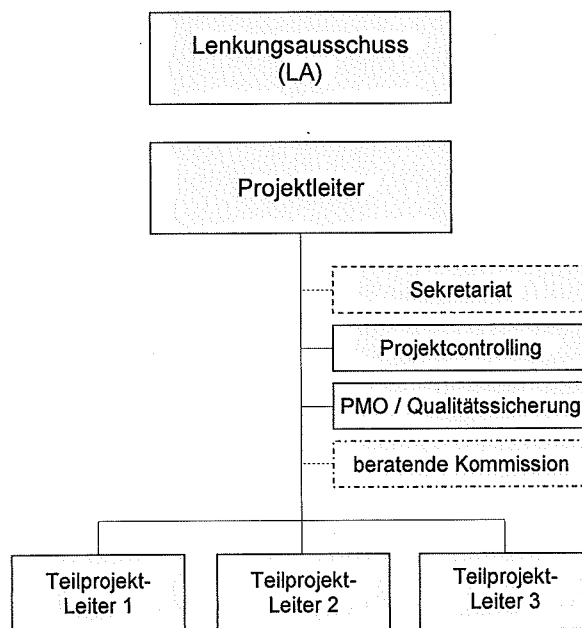 Lenkungsausschuss
(LA)
Projektleiter
Sekretariat
Projektcontrolling
PMO / Qualitätssicherung
beratende Kommission
Teilprojekt-
Leiter 1
Teilprojekt-
Leiter 2
Teilprojekt-
Leiter 3